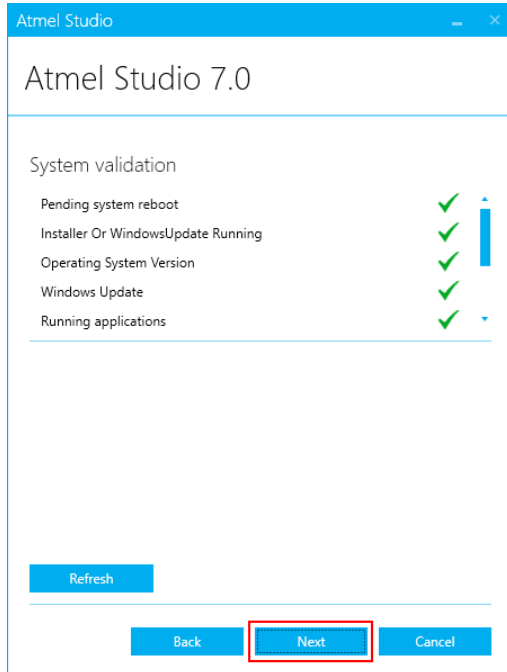 Atmel Studio
Atmel Studio 7.0
System validation
Pending system reboot
Installer Or WindowsUpdate Running
Operating System Version
Windows Update
Running applications
Refresh
Back Next Cancel